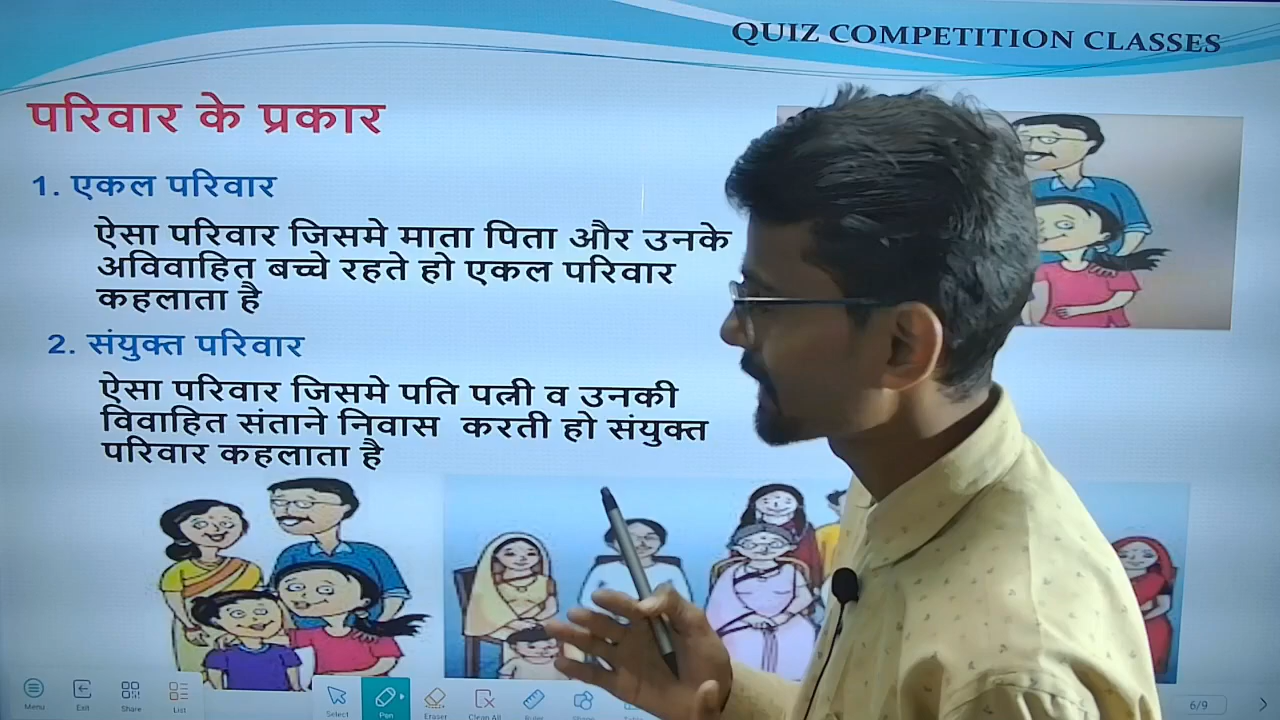 QUIZ COMPETITION CLASSES
परिवार के प्रकार
1. एकल परिवार
ऐसा परिवार जिसमे माता पिता और उनके
अविवाहित बच्चे रहते हो एकल परिवार
कहलाता है
2. संयुक्त परिवार
ऐसा परिवार जिसमे पति पत्नी व उनकी
विवाहित संताने निवास करती हो संयुक्त
परिवार कहलाता है
Menu
Exit
Share
List
Select
Pen
Eraser
Clean All
6/9